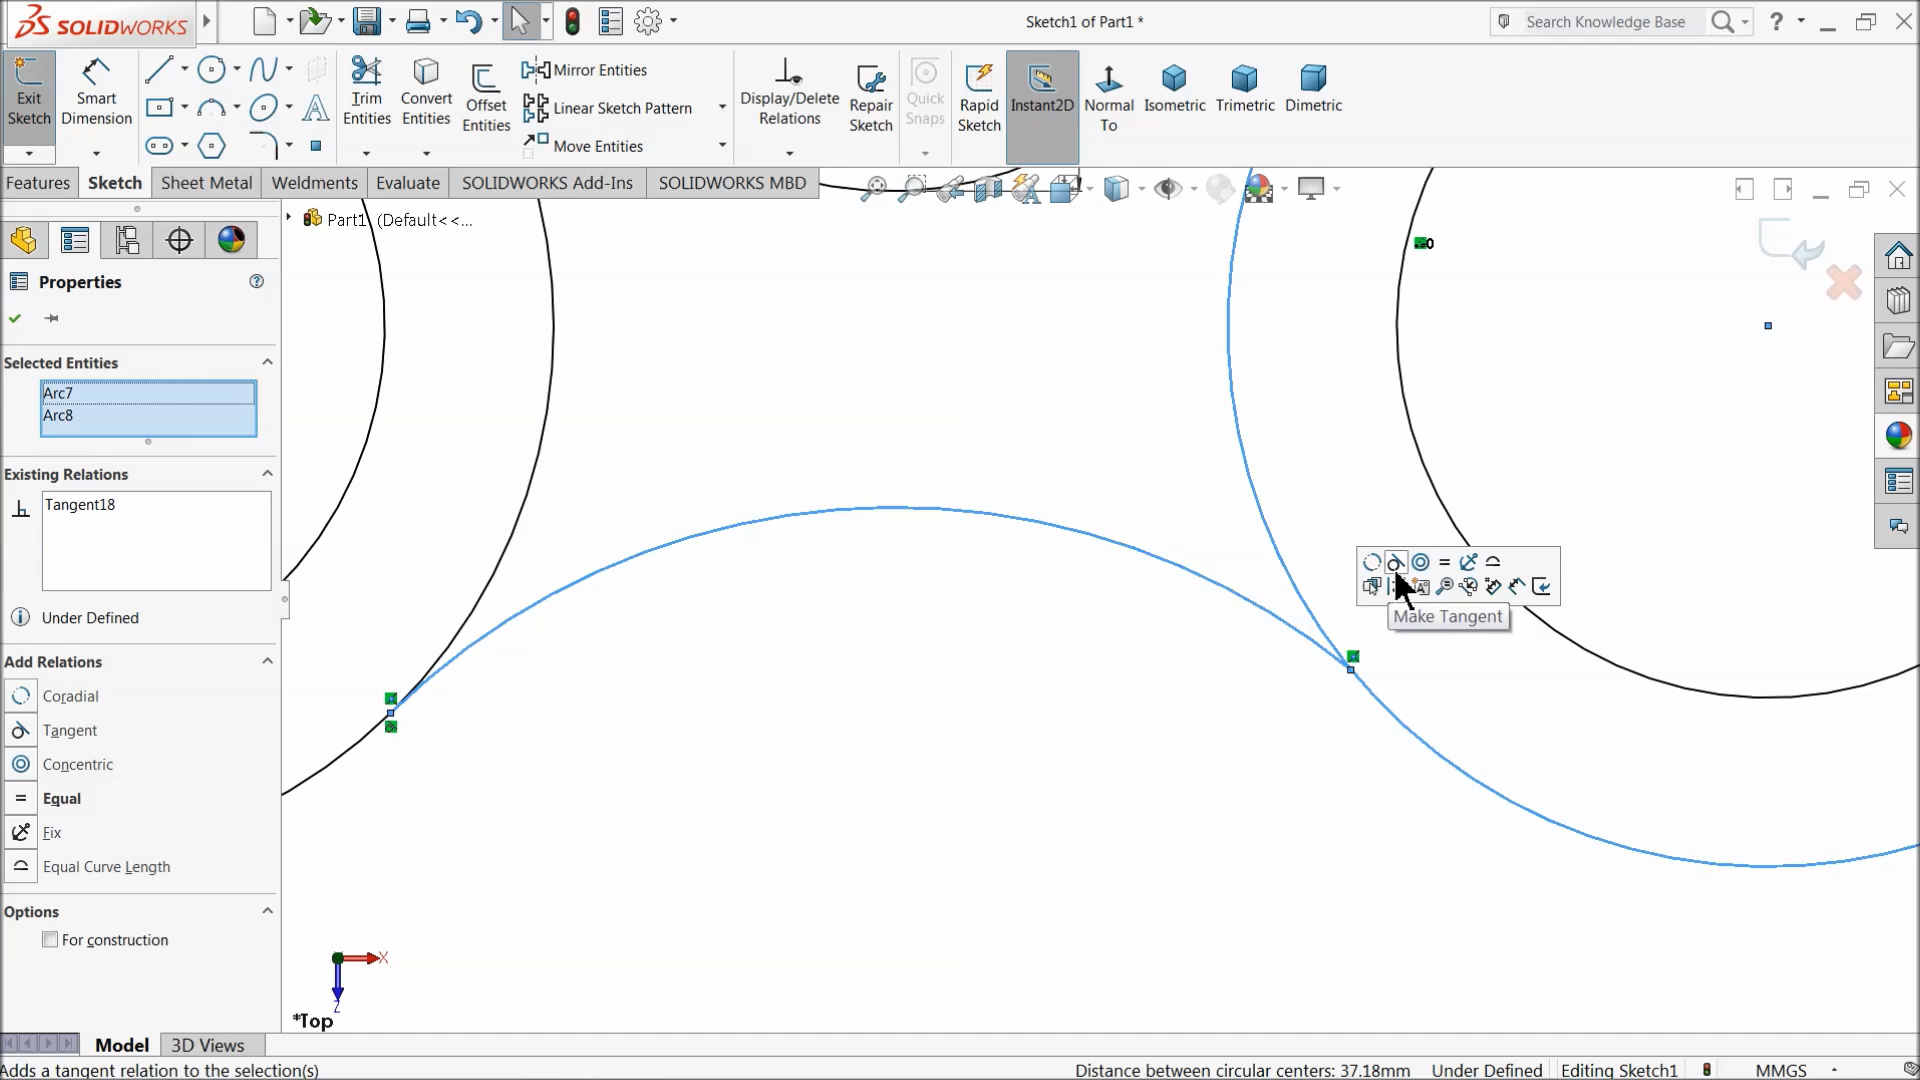 SOLIDWORKS
Sketch1 of Part1 *
Search Knowledge Base
?
Exit Sketch
Smart Dimension
Trim Entities
Convert Entities
Offset Entities
Mirror Entities
Linear Sketch Pattern
Move Entities
Display/Delete Relations
Repair Sketch
Quick Snaps
Rapid Sketch
Instant2D
Normal To
Isometric
Trimetric
Dimetric
Features
Sketch
Sheet Metal
Weldments
Evaluate
SOLIDWORKS Add-Ins
SOLIDWORKS MBD
Part1 (Default<<...
Properties
Selected Entities
Arc7
Arc8
Existing Relations
Tangent18
Under Defined
Add Relations
Coradial
Tangent
Concentric
Equal
Fix
Equal Curve Length
Options
For construction
Make Tangent
X
Z
*Top
Model
3D Views
Adds a tangent relation to the selection(s)
Distance between circular centers: 37.18mm
Under Defined
Editing Sketch1
MMGS